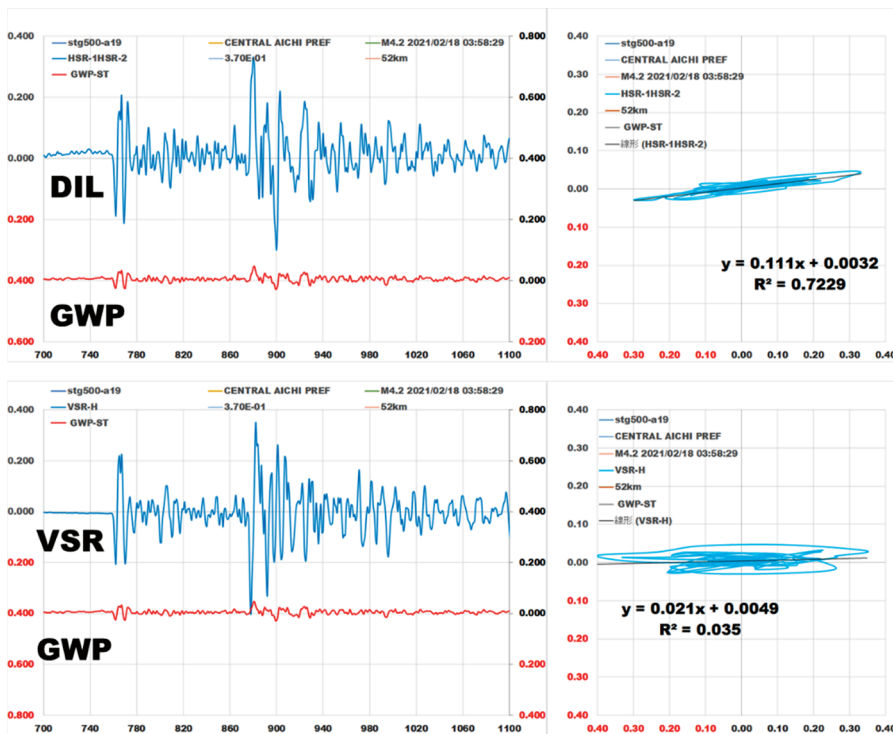 stg500-a19 CENTRAL AICHI PREF M4.2 2021/02/18 03:58:29
HSR-1HSR-2 3.70E-01 52km
GWP-ST
0.400 0.800
0.200 0.600
0.000 0.400
0.200 0.200
0.400 0.000
0.600 0.200
DIL
GWP
700 740 780 820 860 900 940 980 1020 1060 1100
stg500-a19
CENTRAL AICHI PREF
M4.2 2021/02/18 03:58:29
HSR-1HSR-2
52km
GWP-ST
線形 (HSR-1HSR-2)
0.40
0.30
0.20
0.10
0.00
0.10
0.20
0.30
0.40
y = 0.111x + 0.0032
R² = 0.7229
0.40 0.30 0.20 0.10 0.00 0.10 0.20 0.30 0.40
stg500-a19 CENTRAL AICHI PREF M4.2 2021/02/18 03:58:29
VSR-H 3.70E-01 52km
GWP-ST
0.400 0.800
0.200 0.600
0.000 0.400
0.200 0.200
0.400 0.000
0.600 0.200
0.800 0.400
VSR
GWP
700 740 780 820 860 900 940 980 1020 1060 1100
stg500-a19
CENTRAL AICHI PREF
M4.2 2021/02/18 03:58:29
VSR-H
52km
GWP-ST
線形 (VSR-H)
0.40
0.30
0.20
0.10
0.00
0.10
0.20
0.30
0.40
y = 0.021x + 0.0049
R² = 0.035
0.40 0.30 0.20 0.10 0.00 0.10 0.20 0.30 0.40